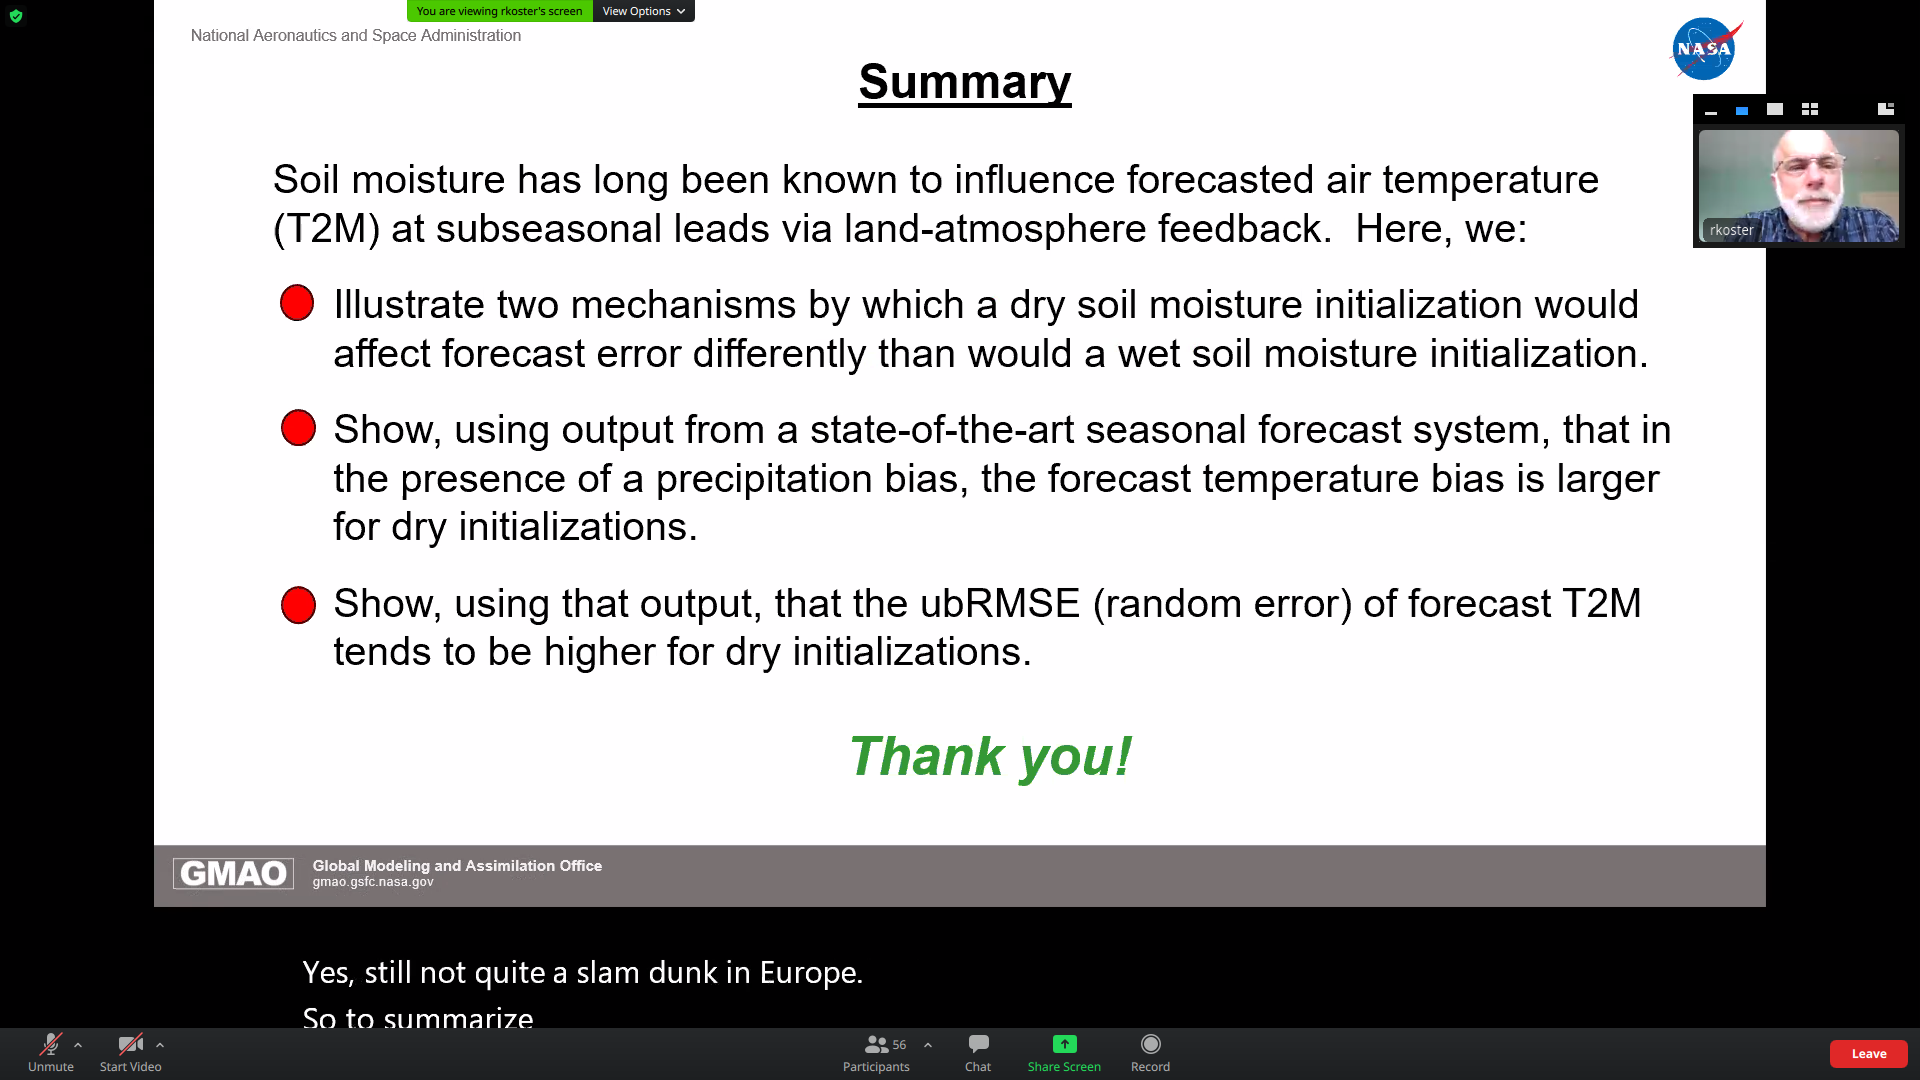 You are viewing rkoster's screen View Options
National Aeronautics and Space Administration
NASA
Summary
Soil moisture has long been known to influence forecasted air temperature
(T2M) at subseasonal leads via land-atmosphere feedback. Here, we:
rkoster
Illustrate two mechanisms by which a dry soil moisture initialization would
affect forecast error differently than would a wet soil moisture initialization.
Show, using output from a state-of-the-art seasonal forecast system, that in
the presence of a precipitation bias, the forecast temperature bias is larger
for dry initializations.
Show, using that output, that the ubRMSE (random error) of forecast T2M
tends to be higher for dry initializations.
Thank you!
GMAO
Global Modeling and Assimilation Office
gmao.gsfc.nasa.gov
Yes, still not quite a slam dunk in Europe.
So to summarize
56
Unmute Start Video Participants Chat Share Screen Record Leave